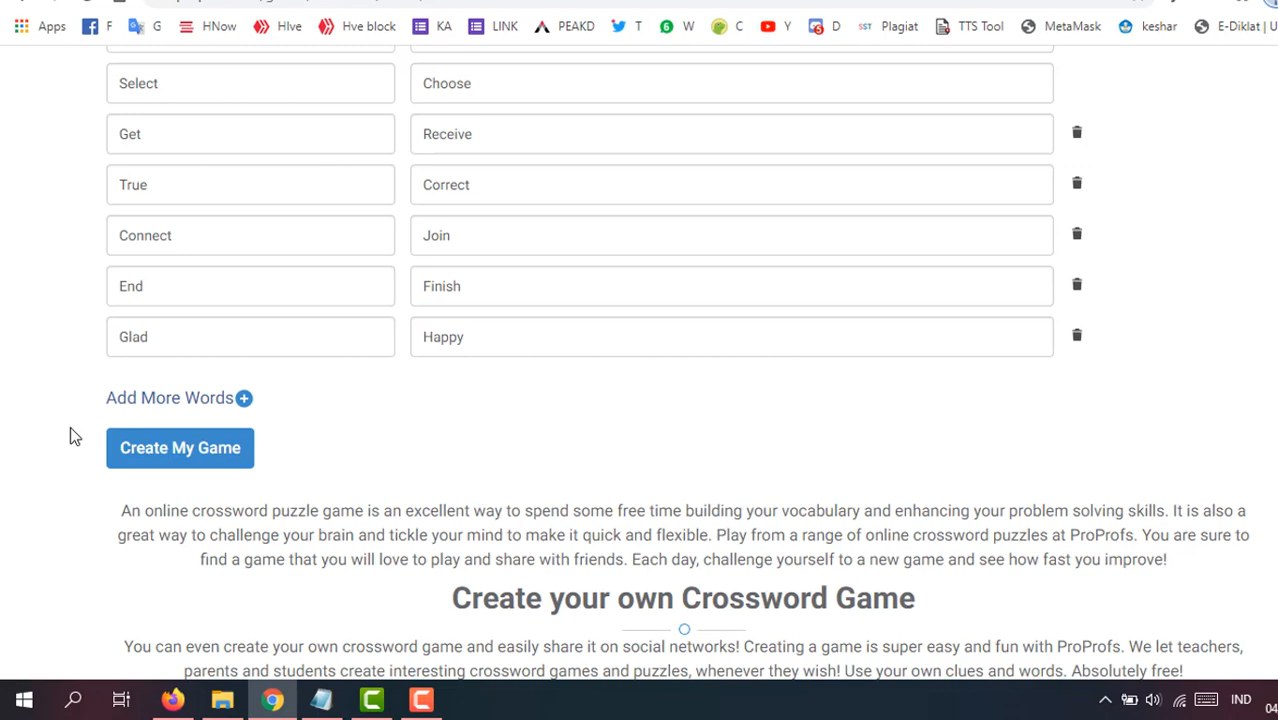 Apps F G HNow HIve Hve block KA LINK PEAKD T 6 W C Y 5 D SST Plagiat TTS Tool MetaMask keshar E-Diklat | U
Select Choose
Get Receive
True Correct
Connect Join
End Finish
Glad Happy
Add More Words
Create My Game
An online crossword puzzle game is an excellent way to spend some free time building your vocabulary and enhancing your problem solving skills. It is also a
great way to challenge your brain and tickle your mind to make it quick and flexible. Play from a range of online crossword puzzles at ProProfs. You are sure to
find a game that you will love to play and share with friends. Each day, challenge yourself to a new game and see how fast you improve!
Create your own Crossword Game
You can even create your own crossword game and easily share it on social networks! Creating a game is super easy and fun with ProProfs. We let teachers,
parents and students create interesting crossword games and puzzles, whenever they wish! Use your own clues and words. Absolutely free!
IND 04